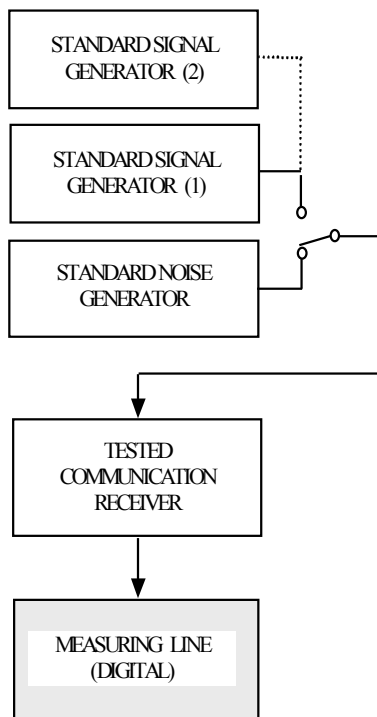 STANDARD SIGNAL
GENERATOR (2)
STANDARD SIGNAL
GENERATOR (1)
STANDARD NOISE
GENERATOR
TESTED
COMMUNICATION
RECEIVER
MEASURING LINE
(DIGITAL)